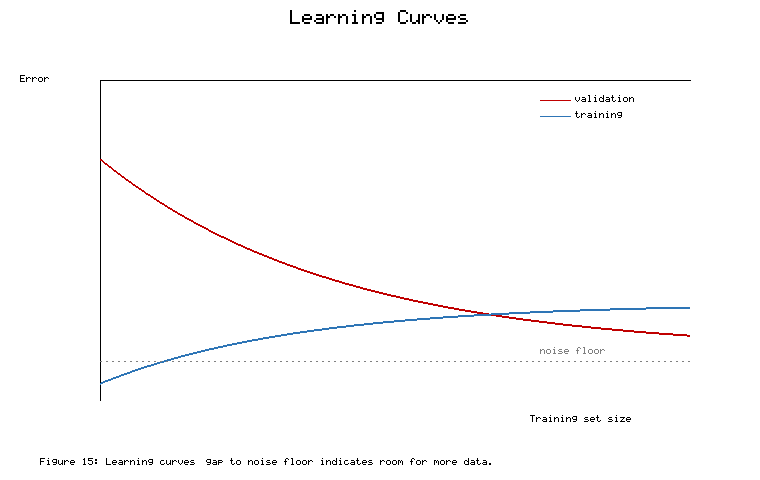 Learning Curves
Error
validation
training
noise floor
Training set size
Figure 15: Learning curves gap to noise floor indicates room for more data.